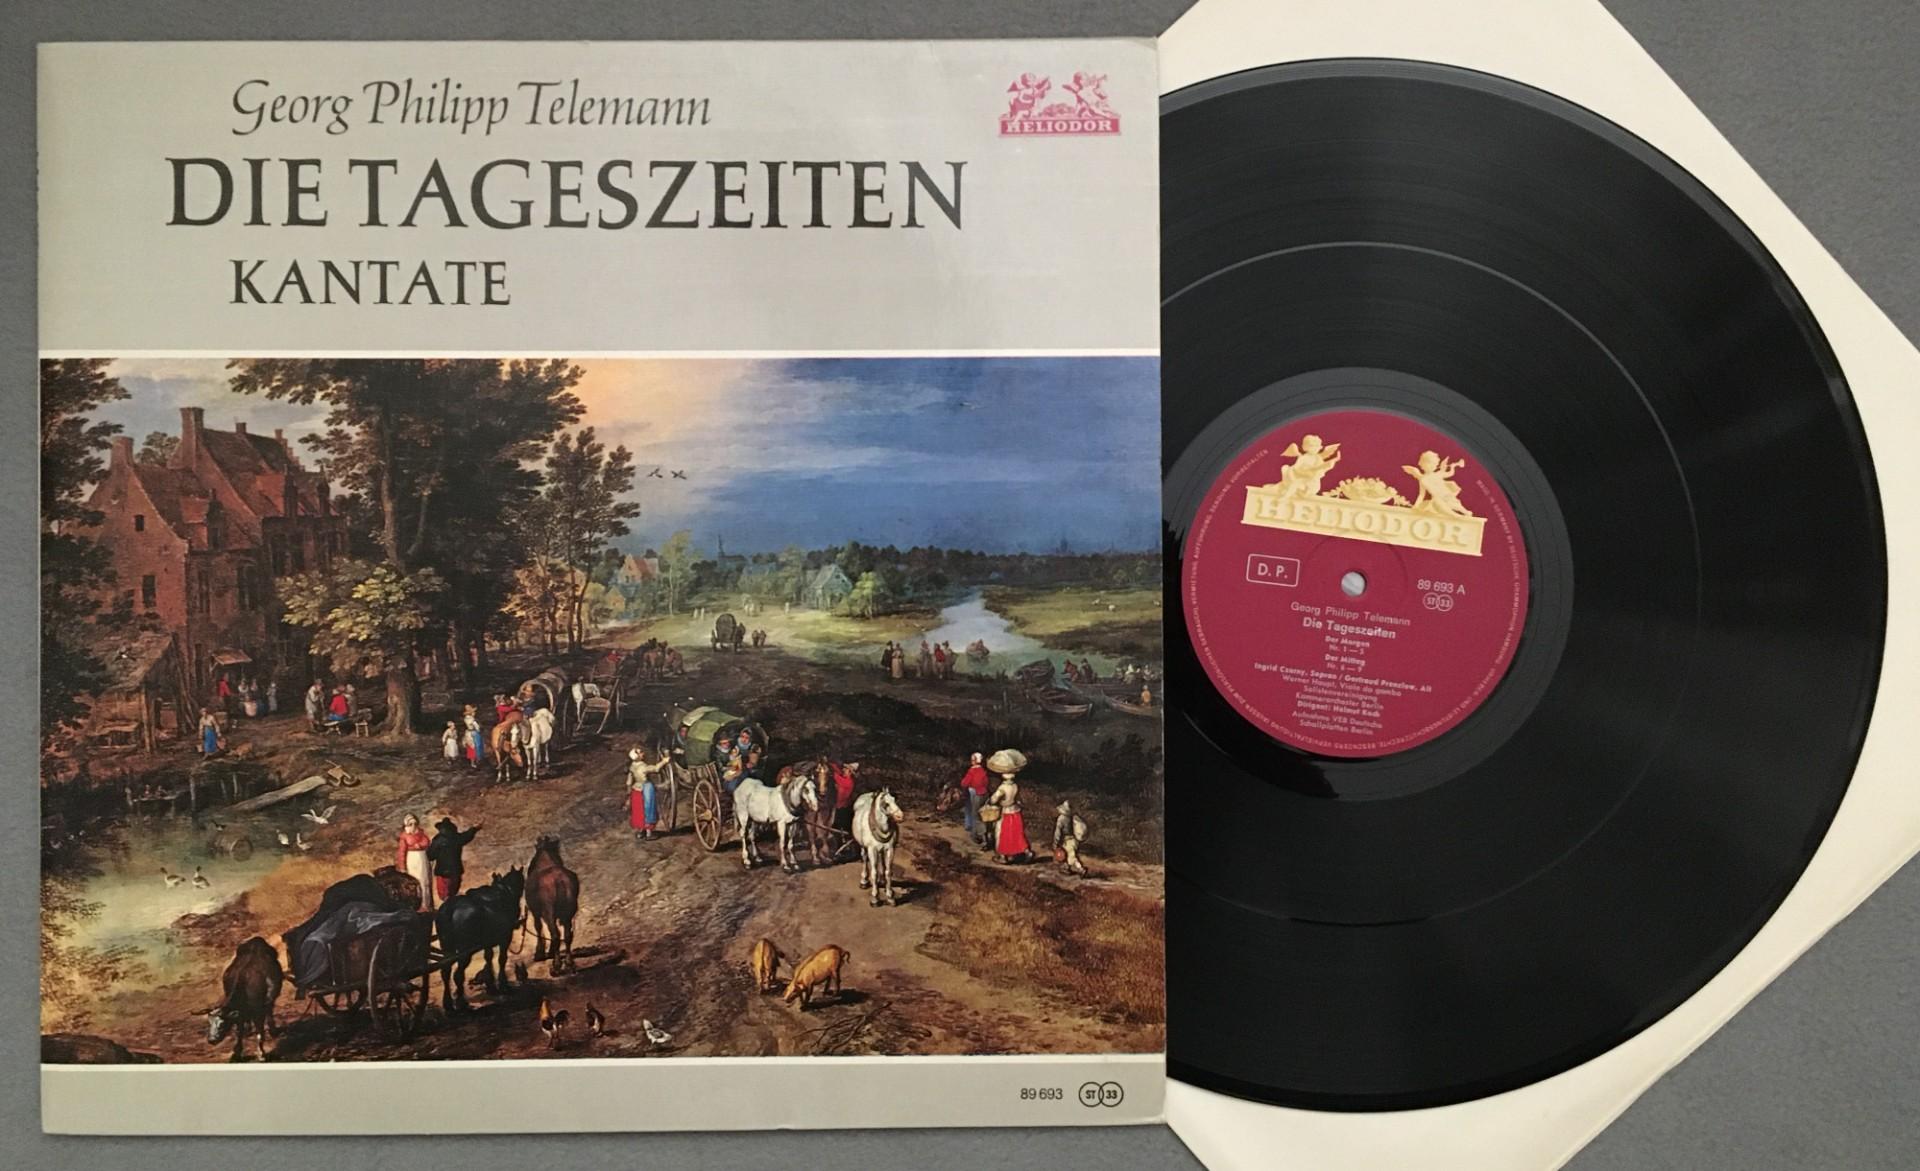 Georg Philipp Telemann
HELIODOR
DIE TAGESZEITEN
KANTATE
89 693 ST 33
HELIODOR
D. P.
89 693 A
ST 33
Georg Philipp Telemann
Die Tageszeiten
Der Morgen
Nr. 1 — 5
Der Mittag
Nr. 6 — 9
Ingrid Czerny, Sopran / Gertraud Prenzlow, Alt
Werner Haupt, Viola da gamba
Solistenvereinigung
Kammerorchester Berlin
Dirigent: Helmut Koch
Aufnahme VEB Deutsche
Schallplatten Berlin